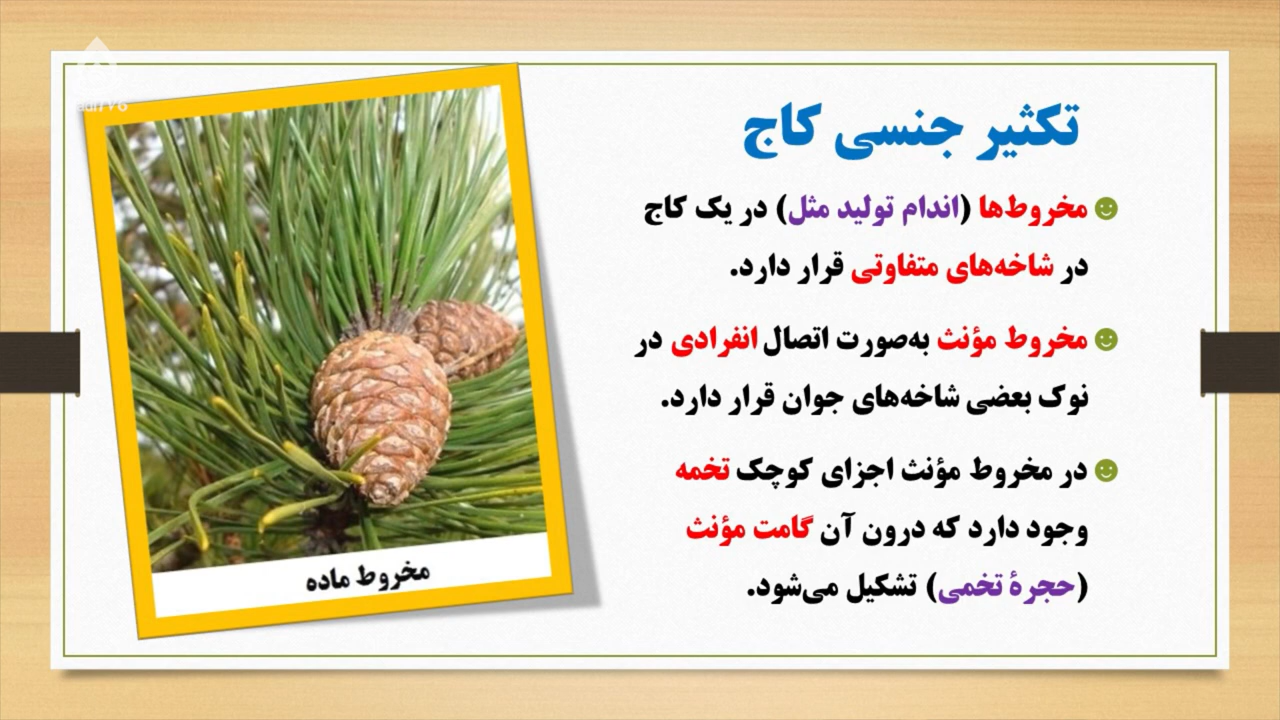 تکثیر جنسی کاج
مخروط‌ها (اندام تولید مثل) در یک کاج
در شاخه‌های متفاوتی قرار دارد.
مخروط مؤنث به‌صورت اتصال انفرادی در
نوک بعضی شاخه‌های جوان قرار دارد.
در مخروط مؤنث اجزای کوچک تخمه
وجود دارد که درون آن گامت مؤنث
(حجرهٔ تخمی) تشکیل می‌شود.
مخروط ماده